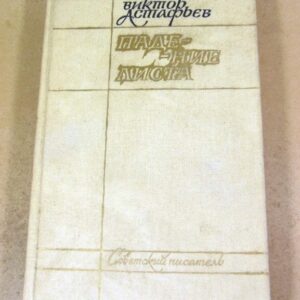 ВИКТОР
АСТАФЬЕВ
ПАДЕ-
НИЕ
ЛИСТА
Советский писатель